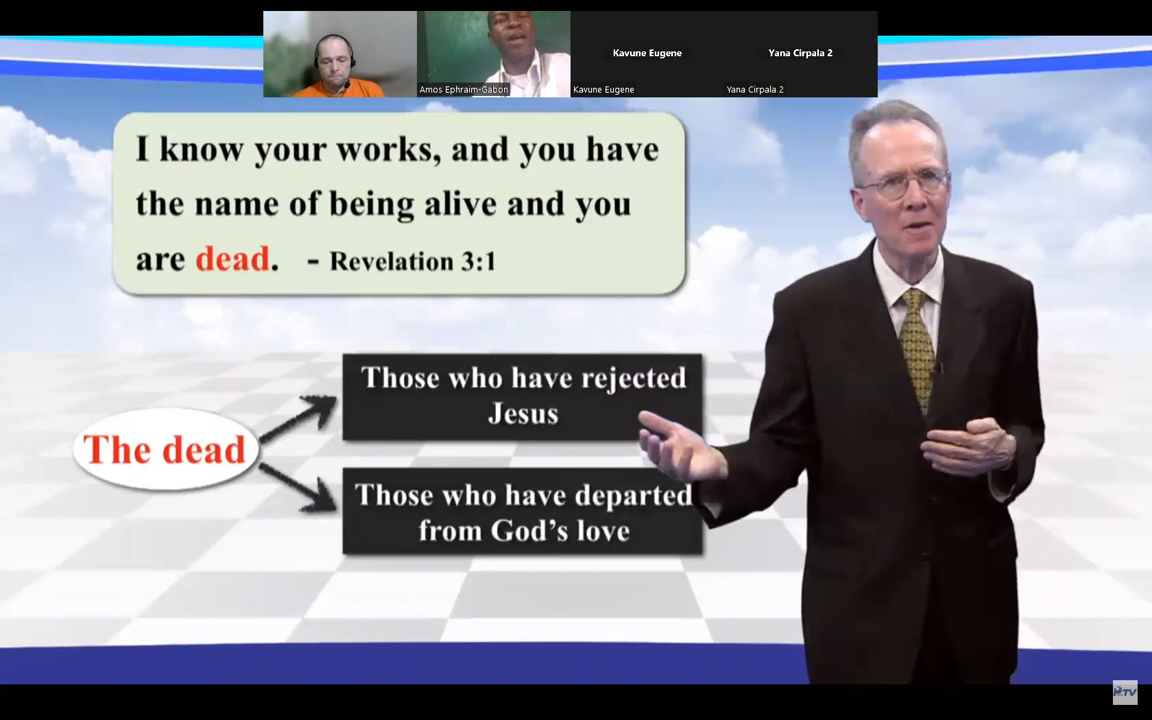 Kavune Eugene
Yana Cirpala 2
Amos Ephraim-Gabon
Kavune Eugene
Yana Cirpala 2
I know your works, and you have
the name of being alive and you
are dead. - Revelation 3:1
The dead
Those who have rejected
Jesus
Those who have departed
from God's love
TV